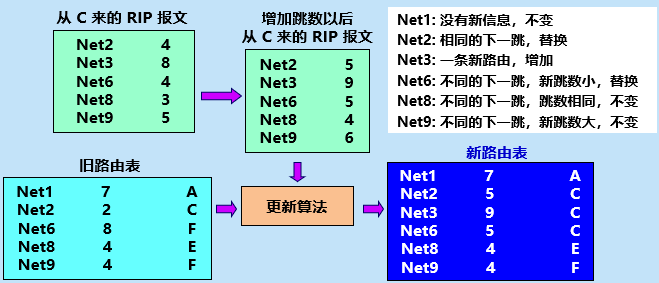 从 C 来的 RIP 报文
Net2 4
Net3 8
Net6 4
Net8 3
Net9 5
增加跳数以后
从 C 来的 RIP 报文
Net2 5
Net3 9
Net6 5
Net8 4
Net9 6
Net1: 没有新信息，不变
Net2: 相同的下一跳，替换
Net3: 一条新路由，增加
Net6: 不同的下一跳，新跳数小，替换
Net8: 不同的下一跳，跳数相同，不变
Net9: 不同的下一跳，新跳数大，不变
旧路由表
Net1 7 A
Net2 2 C
Net6 8 F
Net8 4 E
Net9 4 F
更新算法
新路由表
Net1 7 A
Net2 5 C
Net3 9 C
Net6 5 C
Net8 4 E
Net9 4 F